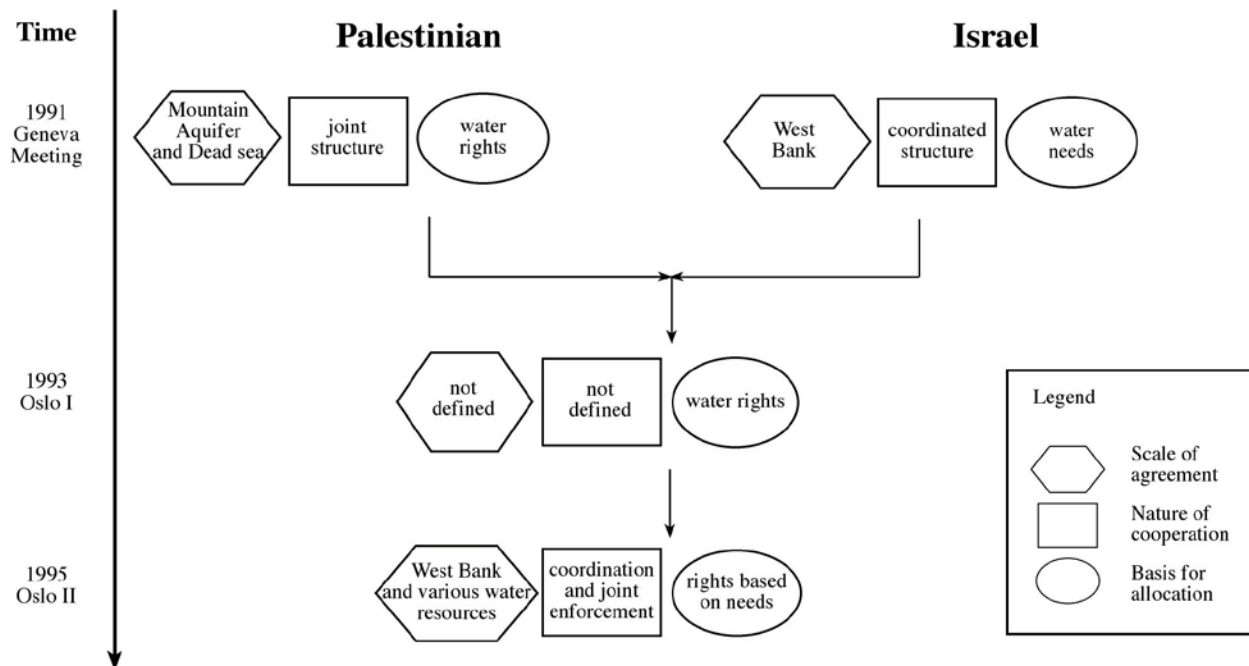 Time
Palestinian
Israel
1991
Geneva
Meeting
Mountain
Aquifer
and Dead sea
joint
structure
water
rights
West
Bank
coordinated
structure
water
needs
1993
Oslo I
not
defined
not
defined
water rights
1995
Oslo II
West Bank
and various water
resources
coordination
and joint
enforcement
rights based
on needs
Legend
Scale of
agreement
Nature of
cooperation
Basis for
allocation